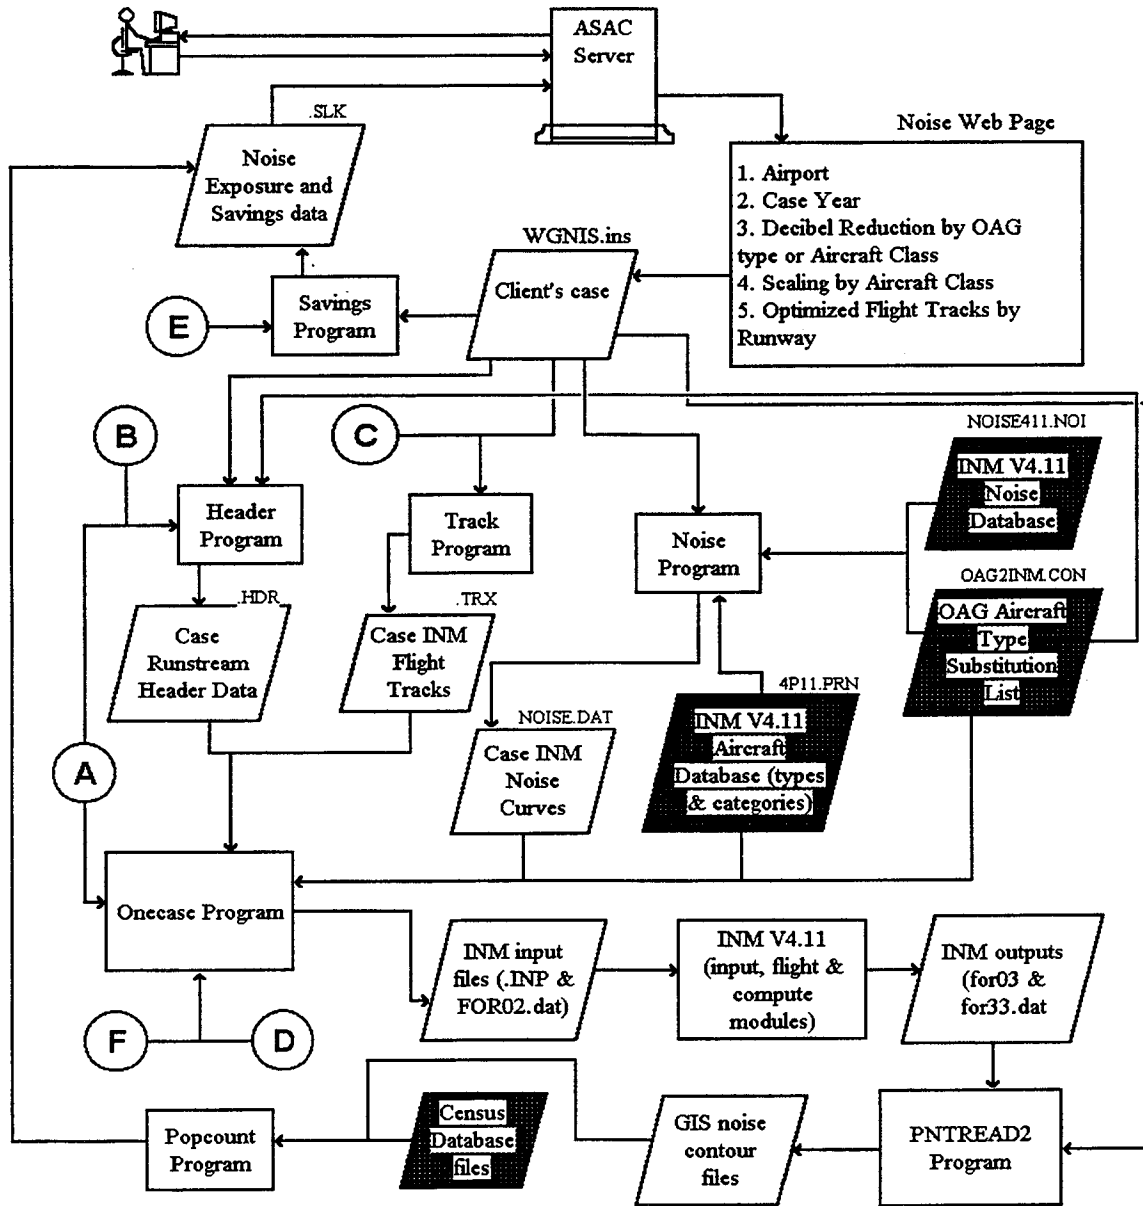 ASAC
Server
.SLK
Noise
Exposure and
Savings data
Noise Web Page
1. Airport
2. Case Year
3. Decibel Reduction by OAG
type or Aircraft Class
4. Scaling by Aircraft Class
5. Optimized Flight Tracks by
Runway
WGNIS.ins
Client's case
Savings
Program
E
B
C
Header
Program
Track
Program
Noise
Program
NOISE411.NOI
INM V4.11
Noise
Database
OAG2INM.CON
OAG Aircraft
Type
Substitution
List
.HDR
Case
Runstream
Header Data
.TRX
Case INM
Flight
Tracks
NOISE.DAT
Case INM
Noise
Curves
4P11.PRN
INM V4.11
Aircraft
Database (types
& categories)
A
Onecase Program
INM input
files (.INP &
FOR02.dat)
INM V4.11
(input, flight &
compute
modules)
INM outputs
(for03 &
for33.dat
F
D
Popcount
Program
Census
Database
files
GIS noise
contour
files
PNTREAD2
Program